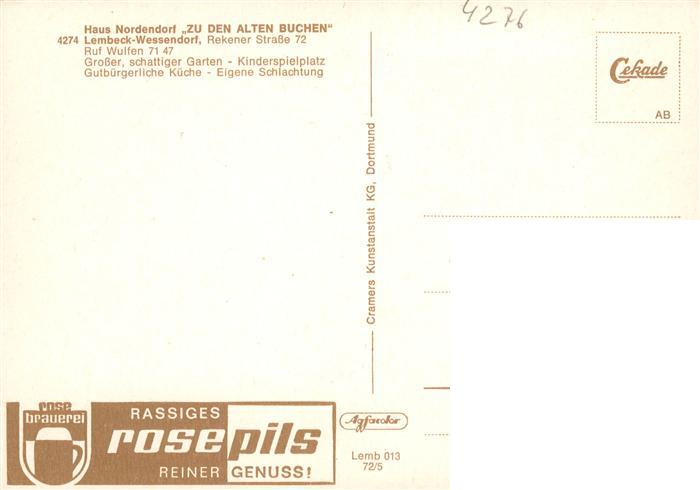 Haus Nordendorf „ZU DEN ALTEN BUCHEN"
4274 Lembeck-Wessendorf, Rekener Straße 72
Ruf Wulfen 71 47
Großer, schattiger Garten - Kinderspielplatz
Gutbürgerliche Küche - Eigene Schlachtung
4276
Cekade
AB
Cramers Kunstanstalt KG, Dortmund
rose
brauerei
RASSIGES
rosepils
REINER GENUSS!
Agfacolor
Lemb 013
72/5